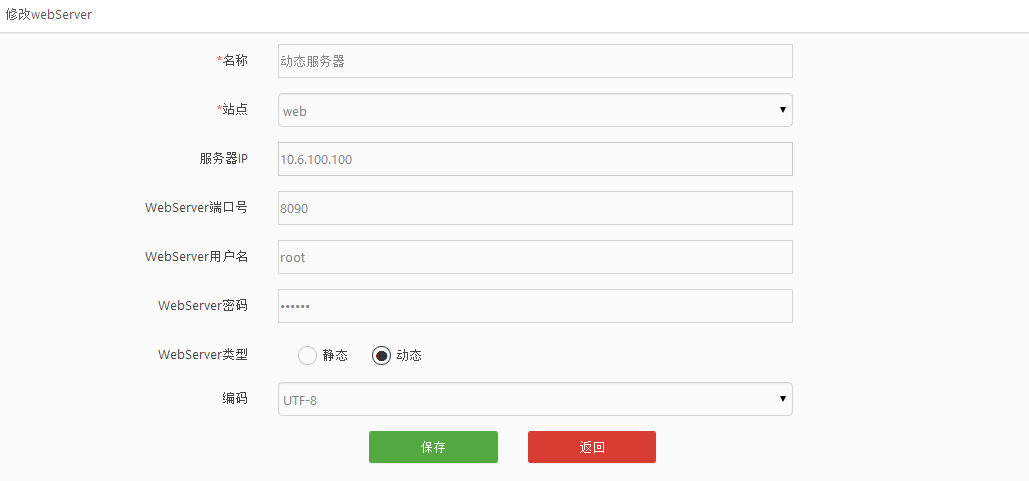 修改webServer
*名称 动态服务器
*站点 web
服务器IP 10.6.100.100
WebServer端口号 8090
WebServer用户名 root
WebServer密码 ••••••
WebServer类型 静态 动态
编码 UTF-8
保存 返回